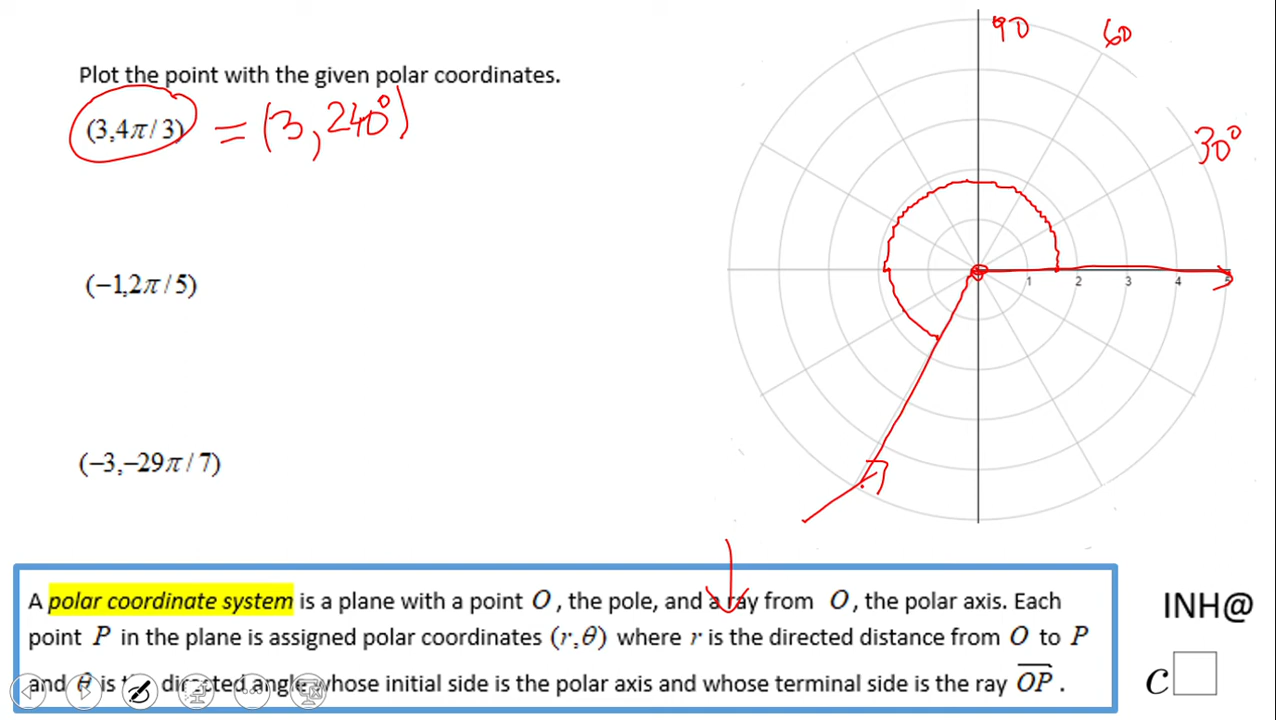 Plot the point with the given polar coordinates.
(3,4π/3) = (3, 240°)
(−1,2π/5)
(−3,−29π/7)
90
60
30°
1 2 3 4 5
A polar coordinate system is a plane with a point O, the pole, and a ray from O, the polar axis. Each
point P in the plane is assigned polar coordinates (r,θ) where r is the directed distance from O to P
and θ is directed angle whose initial side is the polar axis and whose terminal side is the ray OP.
INH@
c